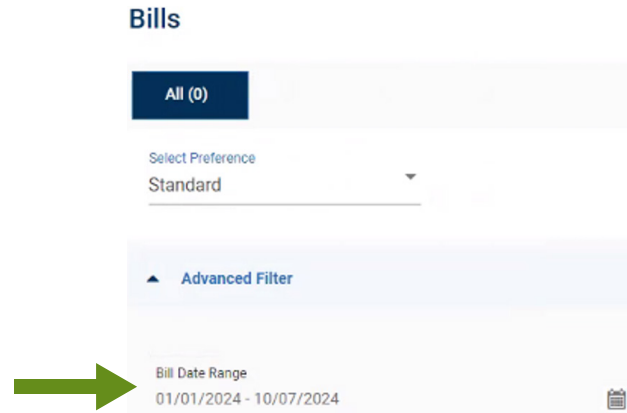 Bills
All (0)
Select Preference
Standard
Advanced Filter
Bill Date Range
01/01/2024 - 10/07/2024